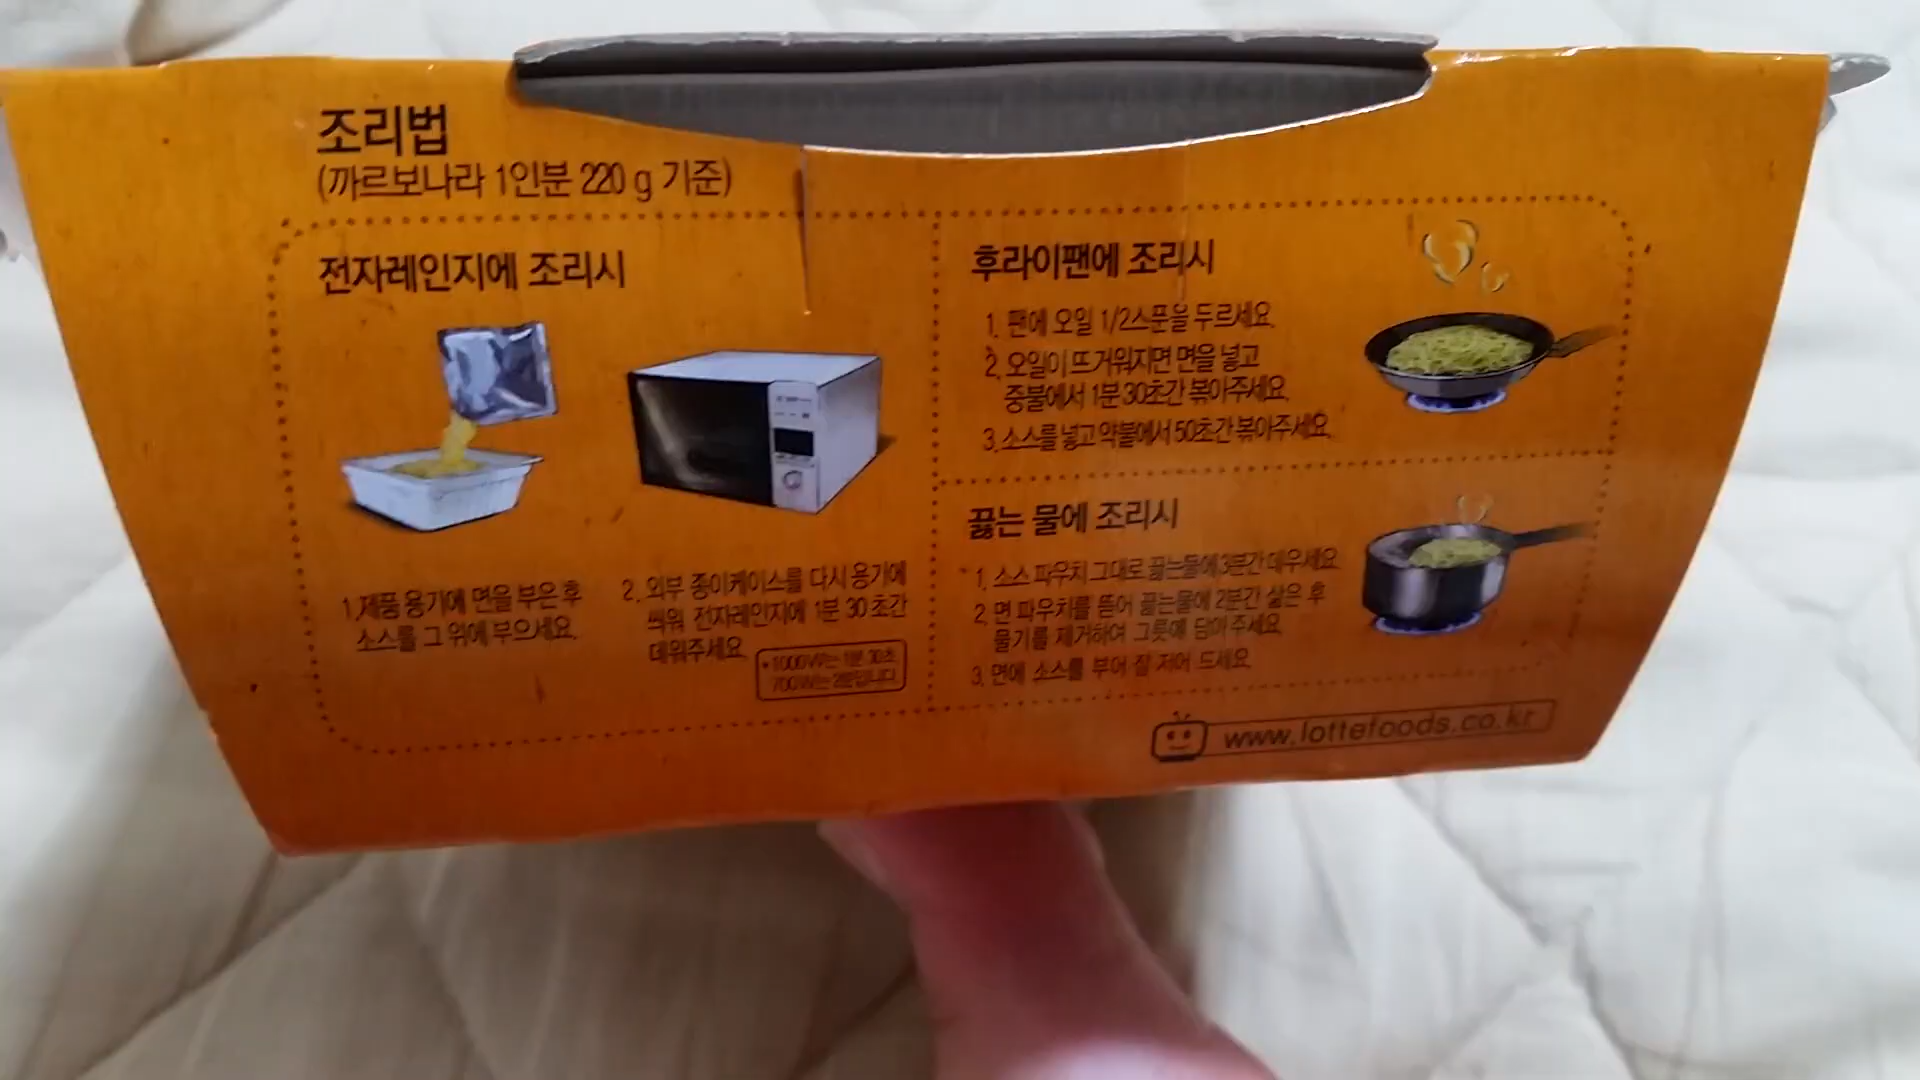 조리법
(까르보나라 1인분 220 g 기준)
전자레인지에 조리시
1.제품 용기에 면을 부은 후
소스를 그 위에 부으세요.
2. 외부 종이케이스를 다시 용기에
씌워 전자레인지에 1분 30초간
데워주세요.
•1000W는 1분 30초,
700W는 2분입니다.
후라이팬에 조리시
1. 팬에 오일 1/2스푼을 두르세요.
2. 오일이 뜨거워지면 면을 넣고
중불에서 1분 30초간 볶아주세요.
3. 소스를 넣고 약불에서 50초간 볶아주세요.
끓는 물에 조리시
1. 소스 파우치 그대로 끓는물에 3분간 데우세요.
2. 면 파우치를 뜯어 끓는물에 2분간 삶은 후
물기를 제거하여 그릇에 담아 주세요.
3. 면에 소스를 부어 잘 저어 드세요.
www.lottefoods.co.kr